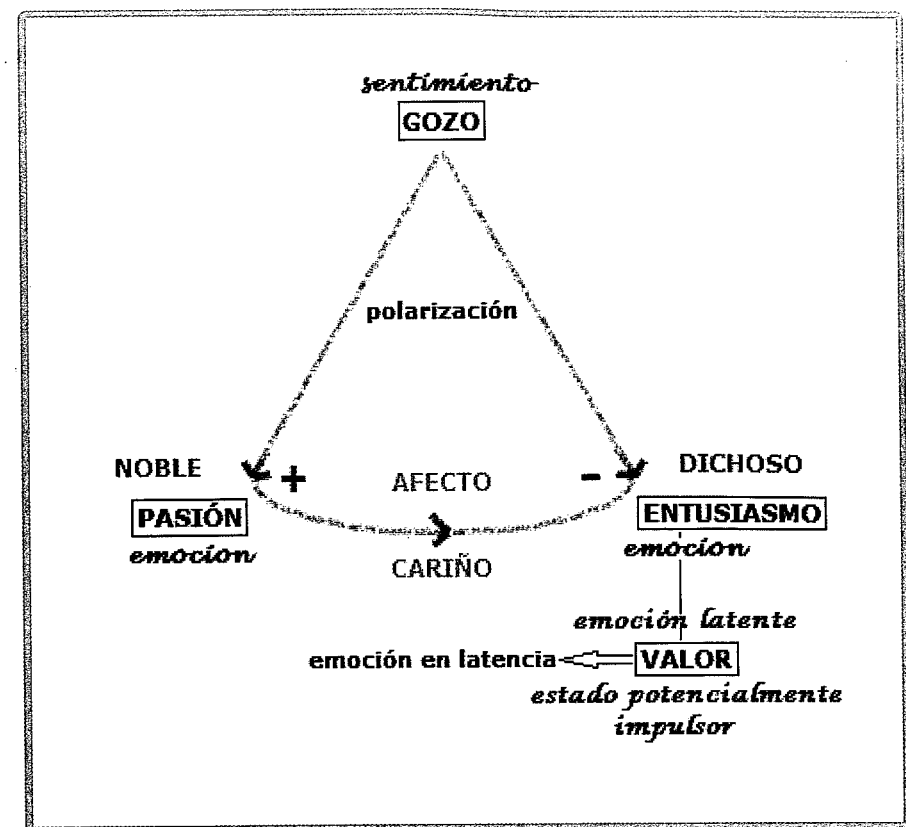 sentimiento
GOZO
polarización
NOBLE + AFECTO - DICHOSO
PASIÓN ENTUSIASMO
emocion emocion
CARIÑO
emoción latente
emoción en latencia VALOR
estado potencialmente
impulsor